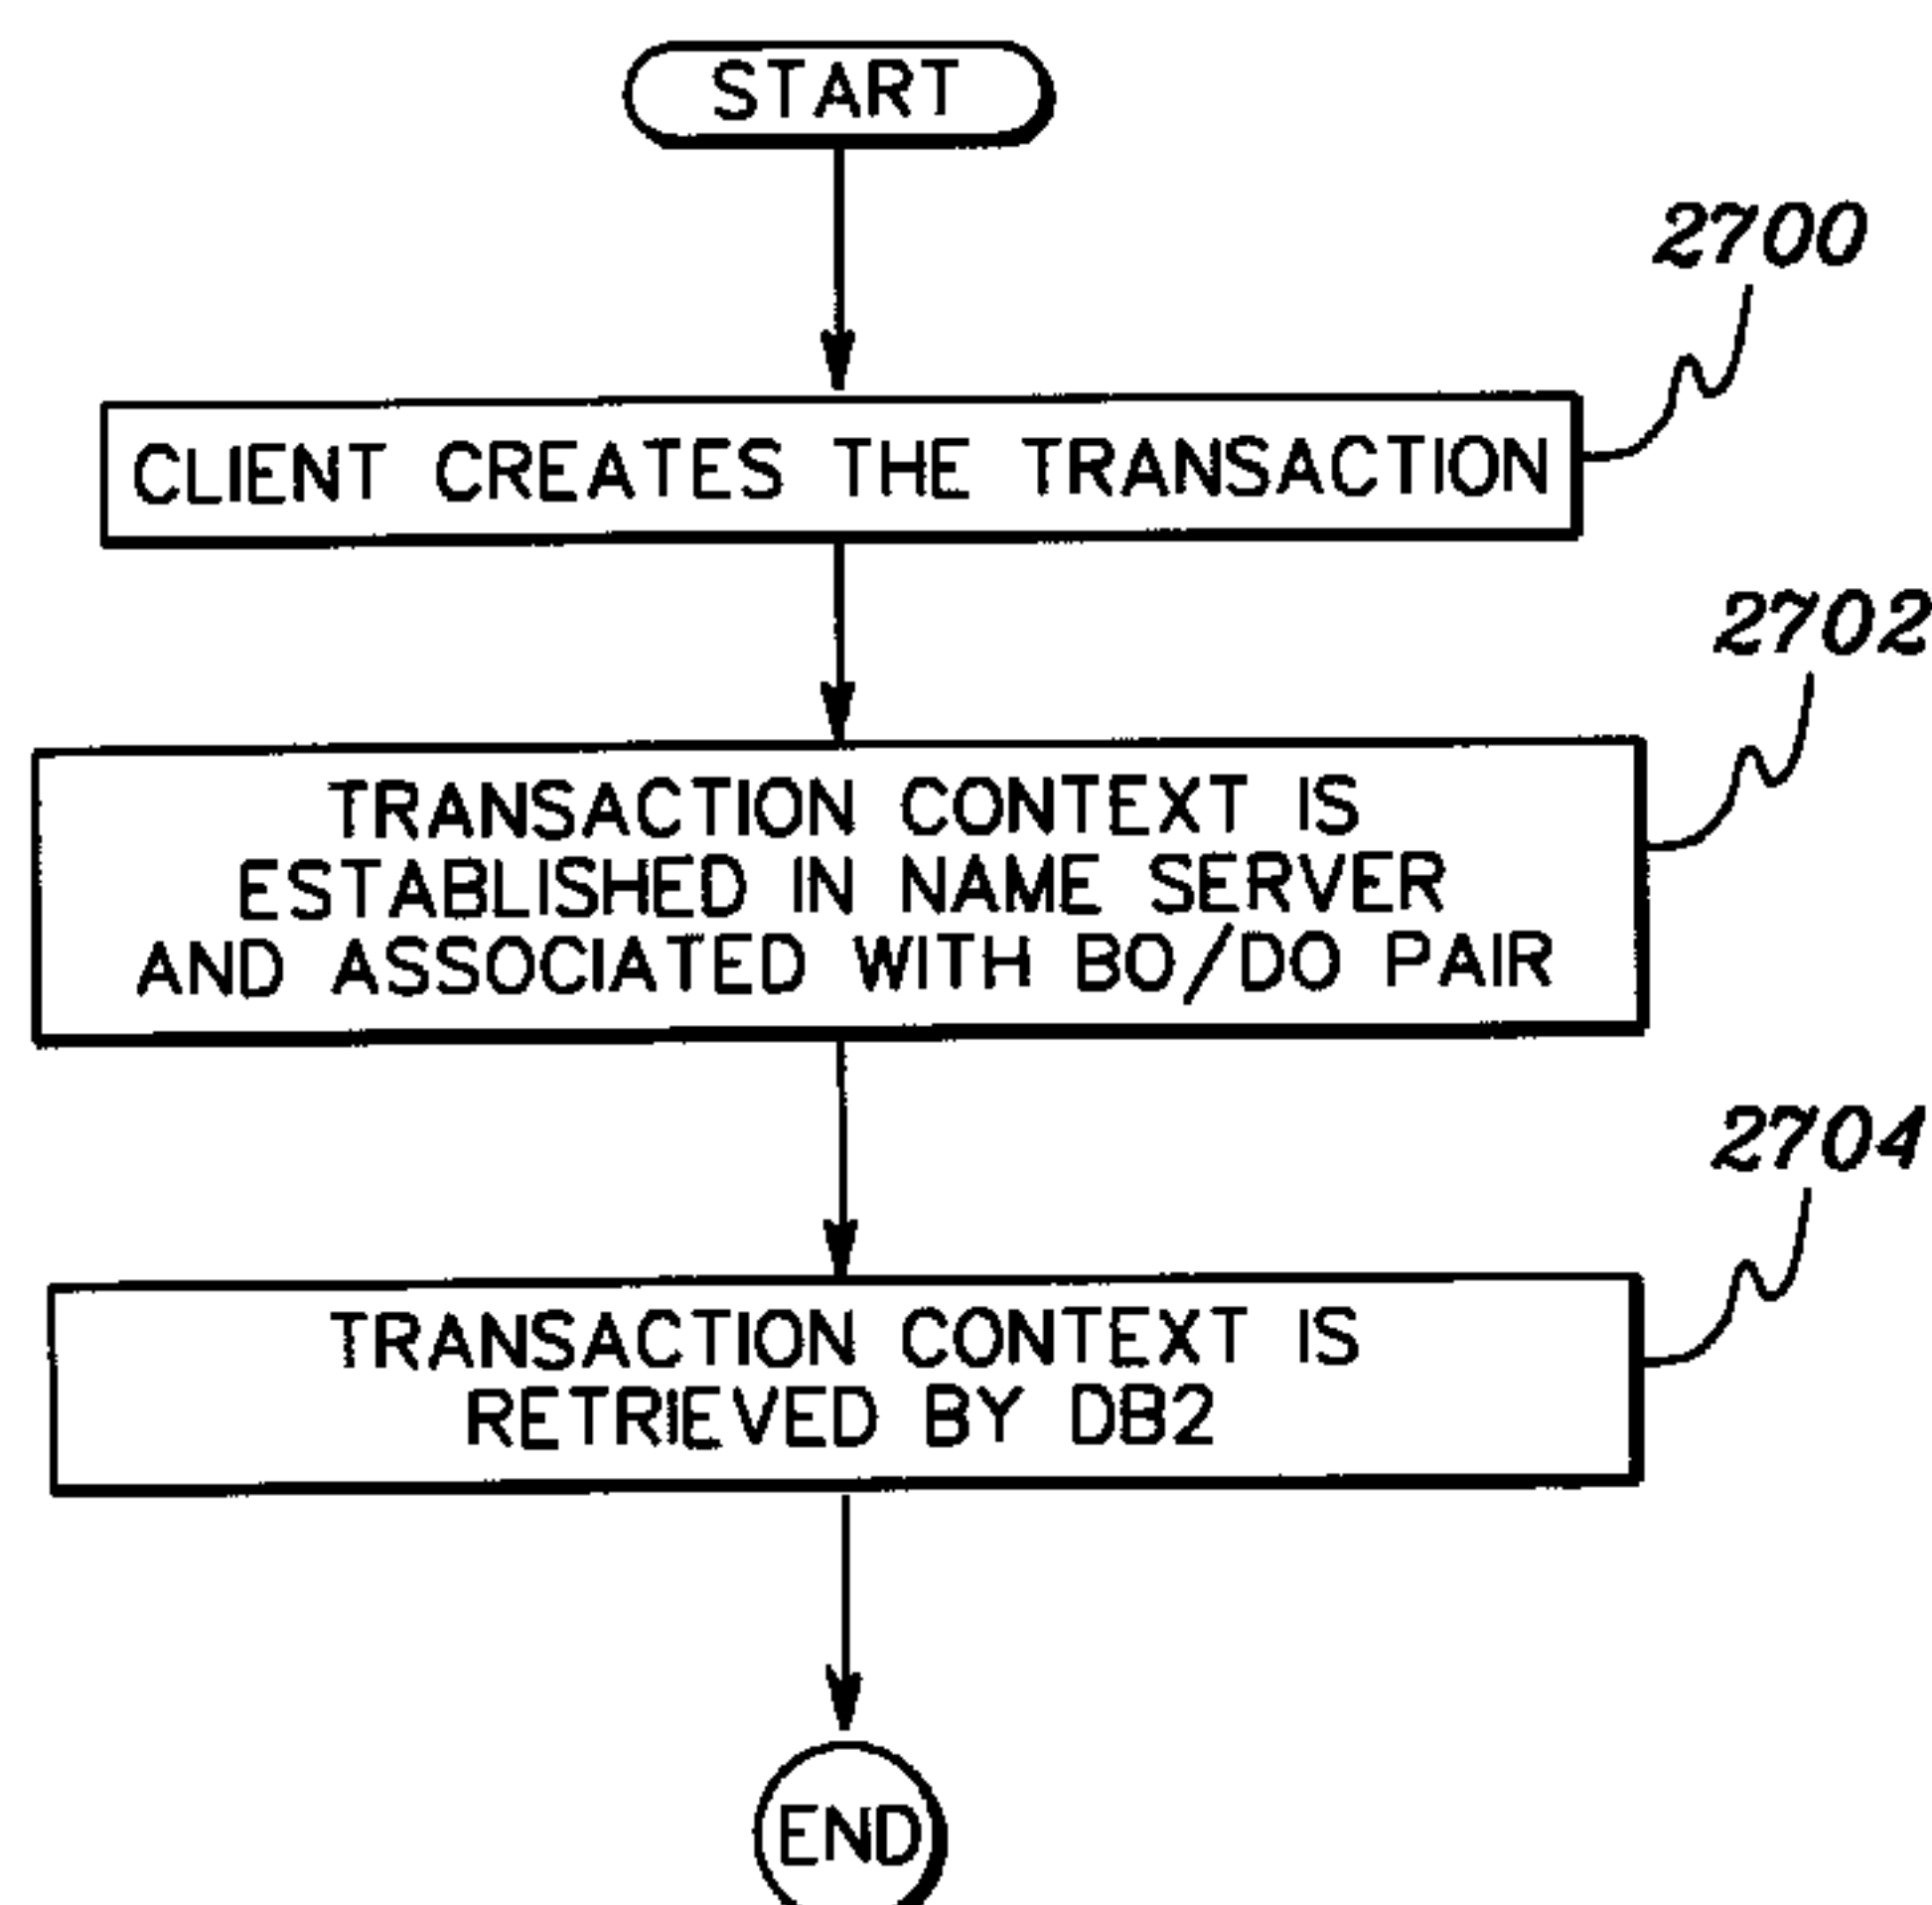 START
2700
CLIENT CREATES THE TRANSACTION
2702
TRANSACTION CONTEXT IS
ESTABLISHED IN NAME SERVER
AND ASSOCIATED WITH BO/DO PAIR
2704
TRANSACTION CONTEXT IS
RETRIEVED BY DB2
END